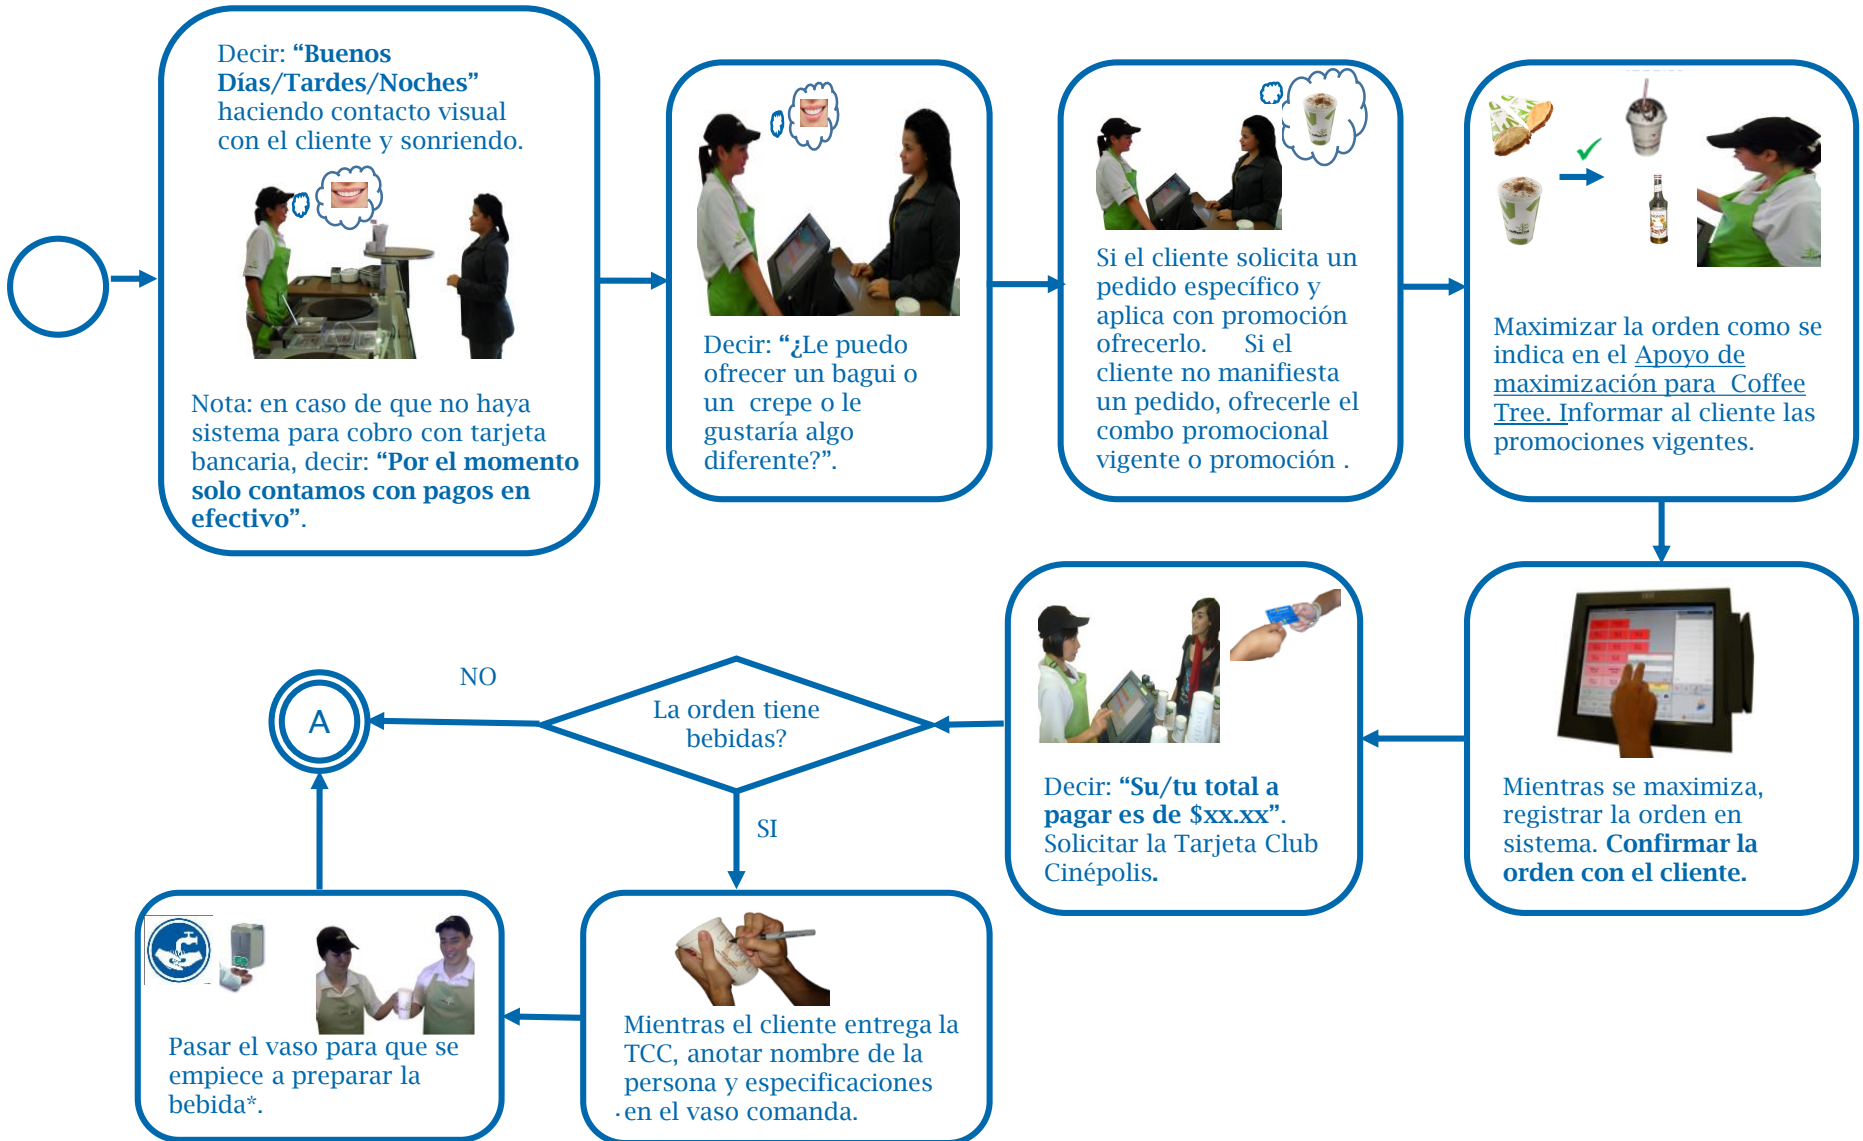 Decir: “Buenos
Días/Tardes/Noches”
haciendo contacto visual
con el cliente y sonriendo.
Nota: en caso de que no haya
sistema para cobro con tarjeta
bancaria, decir: “Por el momento
solo contamos con pagos en
efectivo”.
Decir: “¿Le puedo
ofrecer un bagui o
un crepe o le
gustaría algo
diferente?”.
Si el cliente solicita un
pedido específico y
aplica con promoción
ofrecerlo. Si el
cliente no manifiesta
un pedido, ofrecerle el
combo promocional
vigente o promoción .
Maximizar la orden como se
indica en el Apoyo de
maximización para Coffee
Tree. Informar al cliente las
promociones vigentes.
Mientras se maximiza,
registrar la orden en
sistema. Confirmar la
orden con el cliente.
Decir: “Su/tu total a
pagar es de $xx.xx”.
Solicitar la Tarjeta Club
Cinépolis.
La orden tiene
bebidas?
NO
A
SI
Mientras el cliente entrega la
TCC, anotar nombre de la
persona y especificaciones
en el vaso comanda.
Pasar el vaso para que se
empiece a preparar la
bebida*.